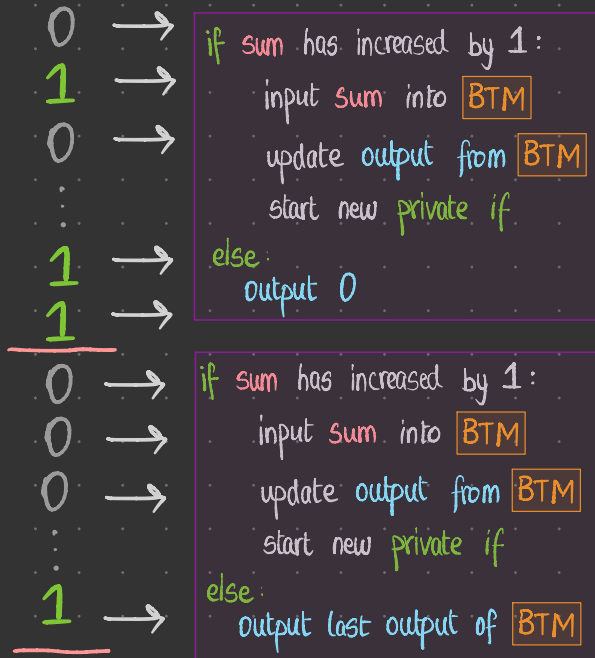 0
1
0
1
1
if sum has increased by 1:
input sum into BTM
update output from BTM
start new private if
else:
output 0
0
0
0
1
if sum has increased by 1:
input sum into BTM
update output from BTM
start new private if
else:
output last output of BTM